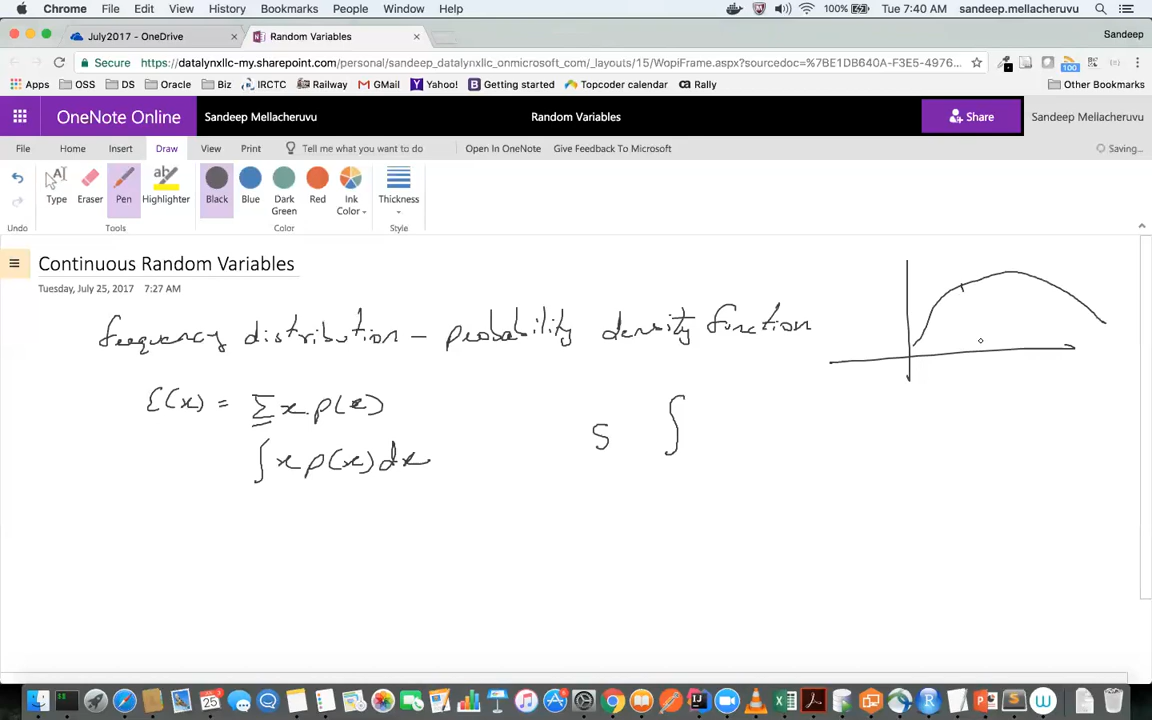 Chrome File Edit View History Bookmarks People Window Help 100% Tue 7:40 AM sandeep.mellacheruvu
July2017 - OneDrive × Random Variables × Sandeep
Secure https://datalynxllc-my.sharepoint.com/personal/sandeep_datalynxllc_onmicrosoft_com/_layouts/15/WopiFrame.aspx?sourcedoc=%7BE1DB640A-F3E5-4976... 100
Apps OSS DS Oracle Biz IRCTC Railway GMail Yahoo! Getting started Topcoder calendar Rally Other Bookmarks
OneNote Online Sandeep Mellacheruvu Random Variables Share Sandeep Mellacheruvu
File Home Insert Draw View Print Tell me what you want to do Open In OneNote Give Feedback To Microsoft Saving...
Type Eraser Pen Highlighter Black Blue Dark Green Red Ink Color Thickness
Undo Tools Color Style
Continuous Random Variables
Tuesday, July 25, 2017 7:27 AM
frequency distribution - probability density function
E(x) = Σ x.p(x)
∫ x p(x) dx S ∫
25